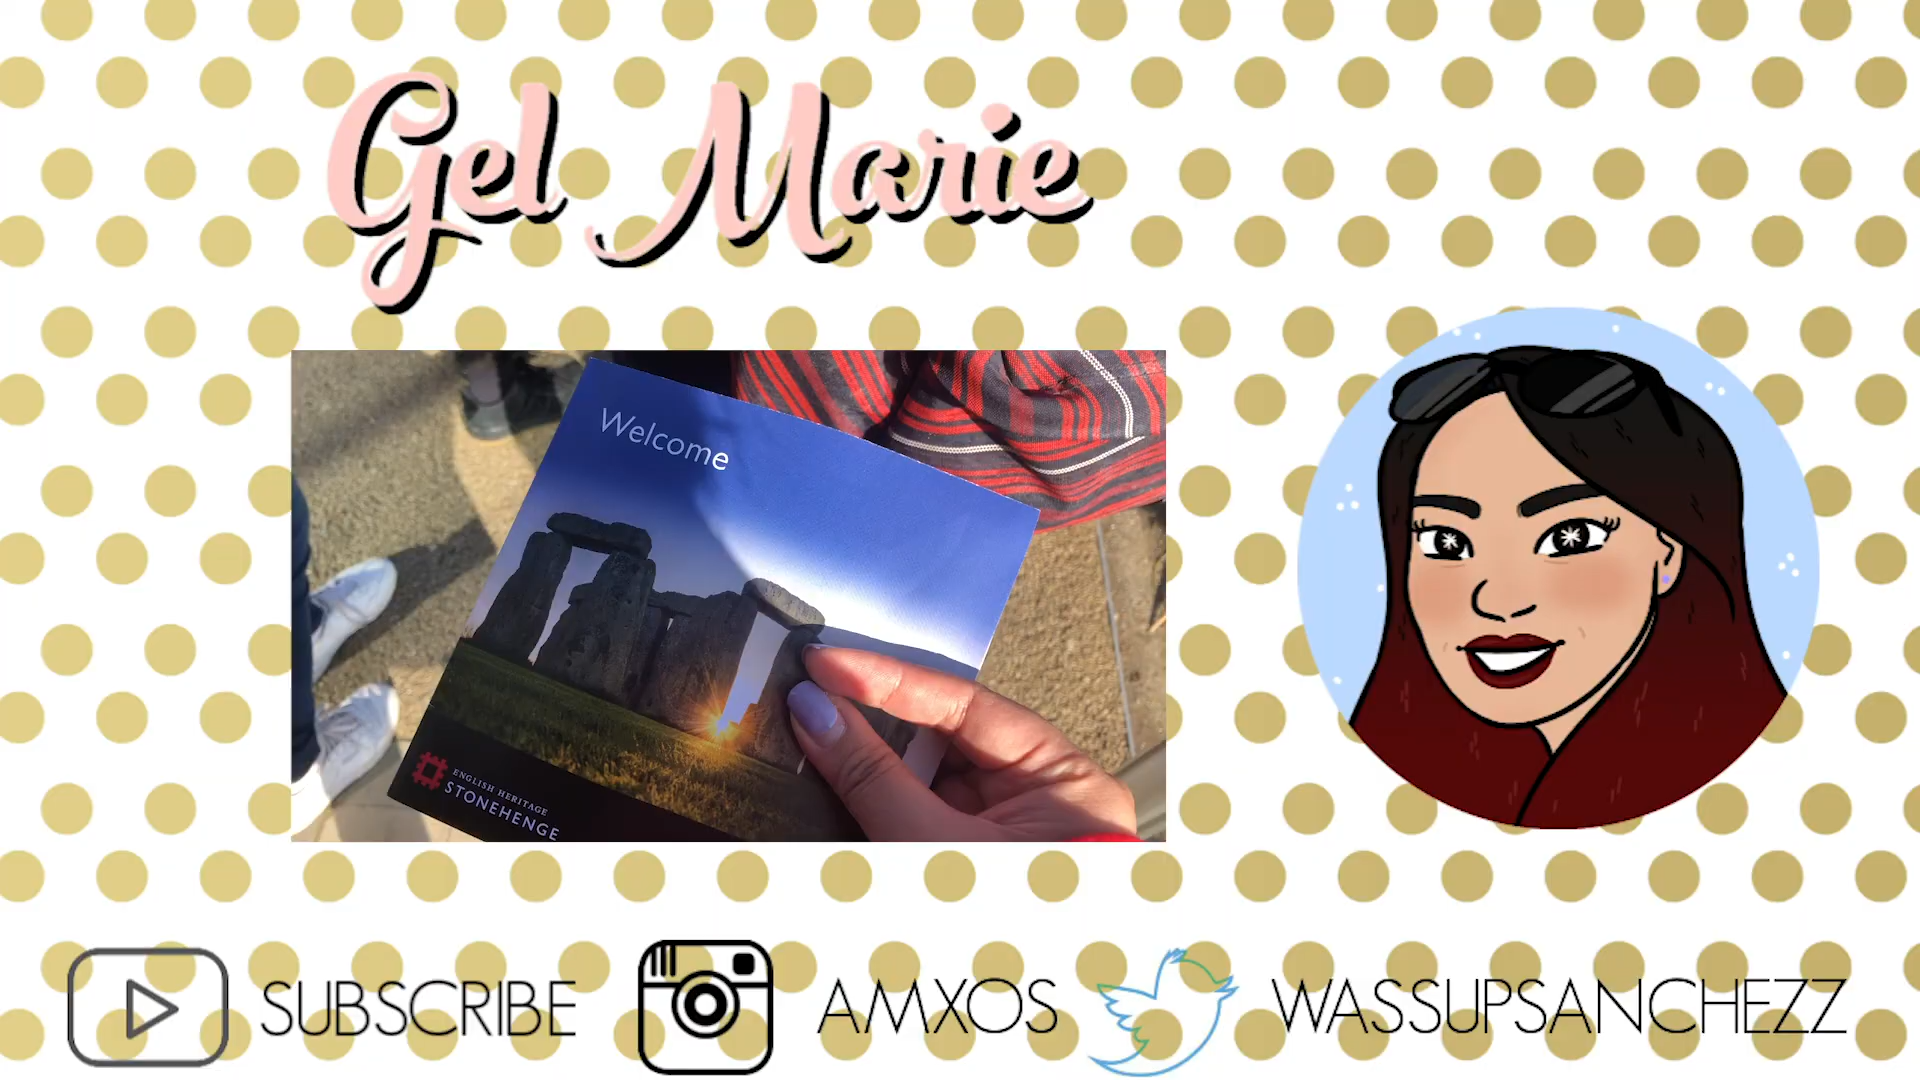 Gel Marie
Welcome
ENGLISH HERITAGE
STONEHENGE
SUBSCRIBE
AMXOS
WASSUPSANCHEZZ